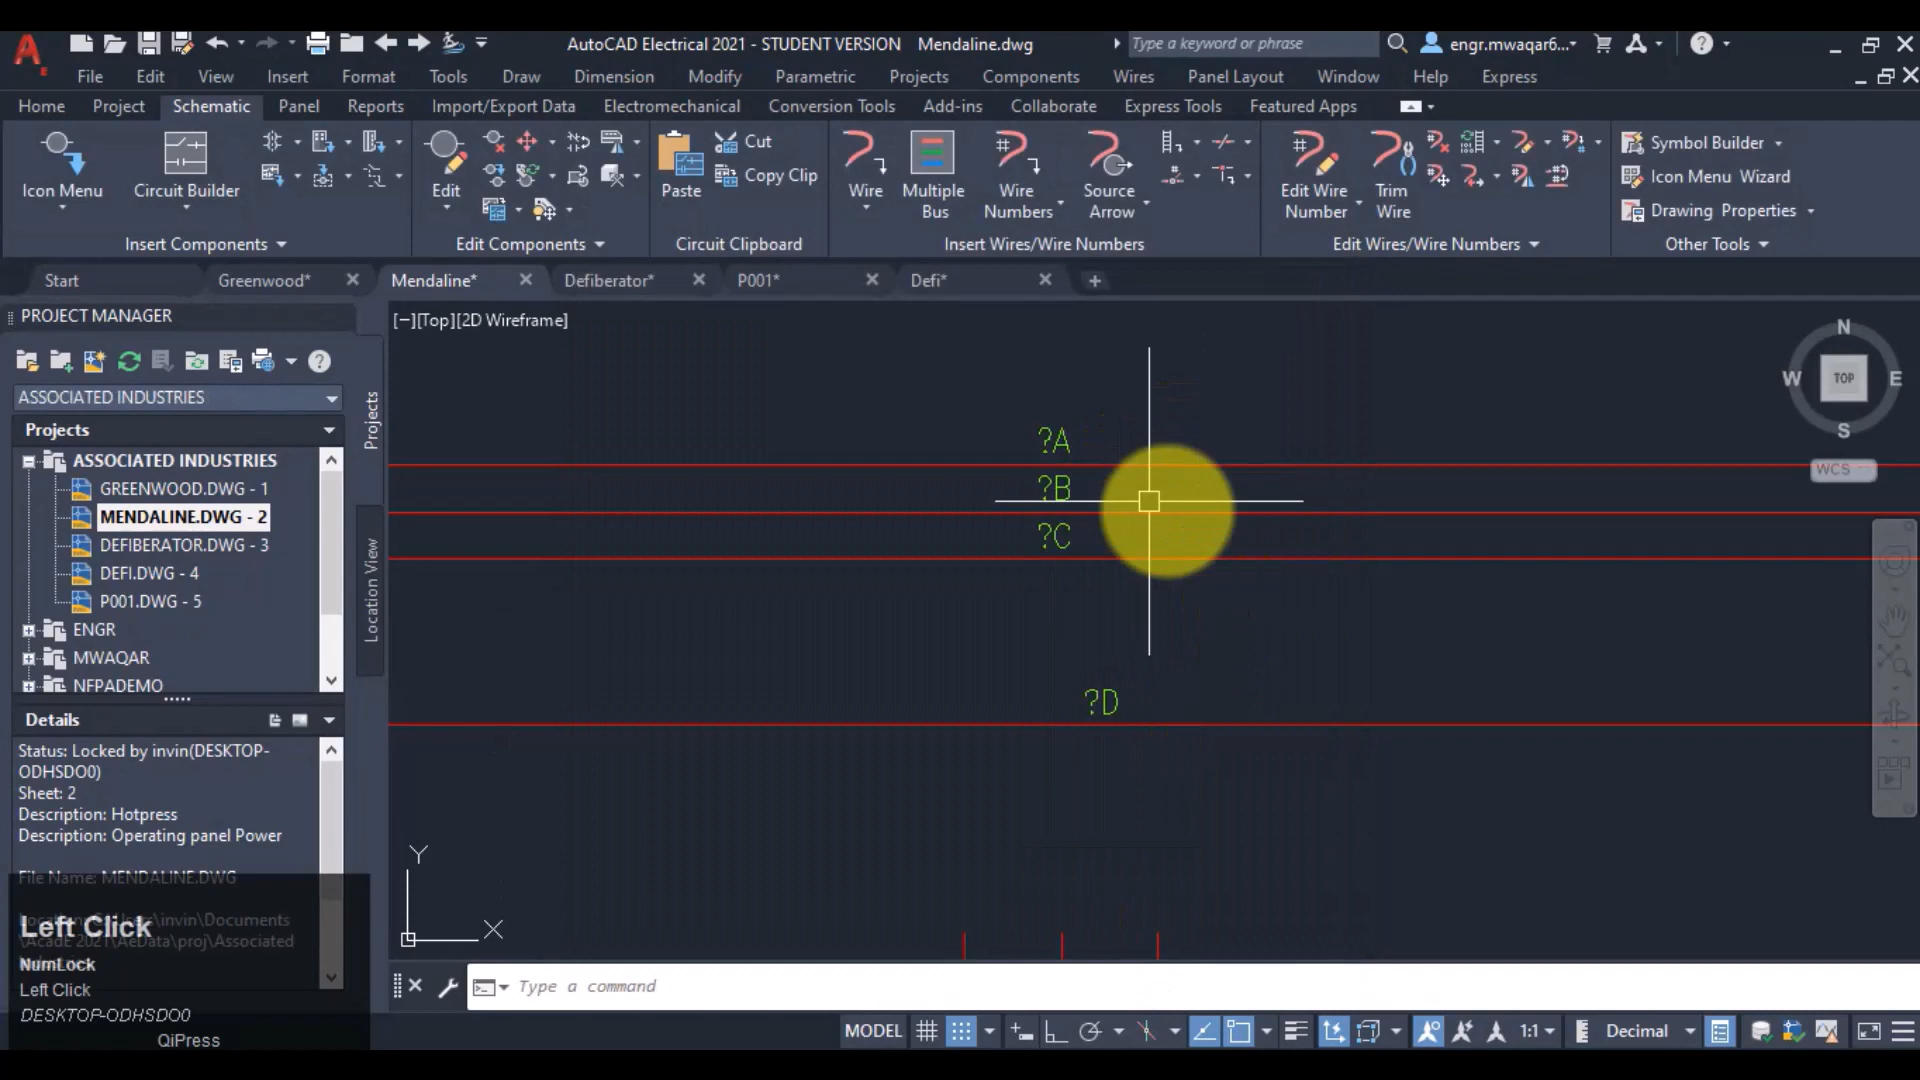 AutoCAD Electrical 2021 - STUDENT VERSION Mendaline.dwg
Type a keyword or phrase
engr.mwaqar6...
File Edit View Insert Format Tools Draw Dimension Modify Parametric Projects Components Wires Panel Layout Window Help Express
Home Project Schematic Panel Reports Import/Export Data Electromechanical Conversion Tools Add-ins Collaborate Express Tools Featured Apps
Icon Menu
Circuit Builder
Insert Components
Edit
Edit Components
Paste
Cut
Copy Clip
Circuit Clipboard
Wire
Multiple
Bus
Wire
Numbers
Source
Arrow
Insert Wires/Wire Numbers
Edit Wire
Number
Trim
Wire
Edit Wires/Wire Numbers
Symbol Builder
Icon Menu Wizard
Drawing Properties
Other Tools
Start Greenwood* Mendaline* Defiberator* P001* Defi*
PROJECT MANAGER
ASSOCIATED INDUSTRIES
Projects
ASSOCIATED INDUSTRIES
GREENWOOD.DWG - 1
MENDALINE.DWG - 2
DEFIBERATOR.DWG - 3
DEFI.DWG - 4
P001.DWG - 5
ENGR
MWAQAR
NFPADEMO
Projects
Location View
Details
Status: Locked by invin(DESKTOP-
ODHSDO0)
Sheet: 2
Description: Hotpress
Description: Operating panel Power
File Name: MENDALINE.DWG
\AcadE 2021\AeData\proj\Associated
Left Click
NumLock
Left Click
DESKTOP-ODHSDO0
QiPress
[−][Top][2D Wireframe]
?A
?B
?C
?D
N
W TOP E
S
WCS
Y
X
Type a command
MODEL
1:1
Decimal